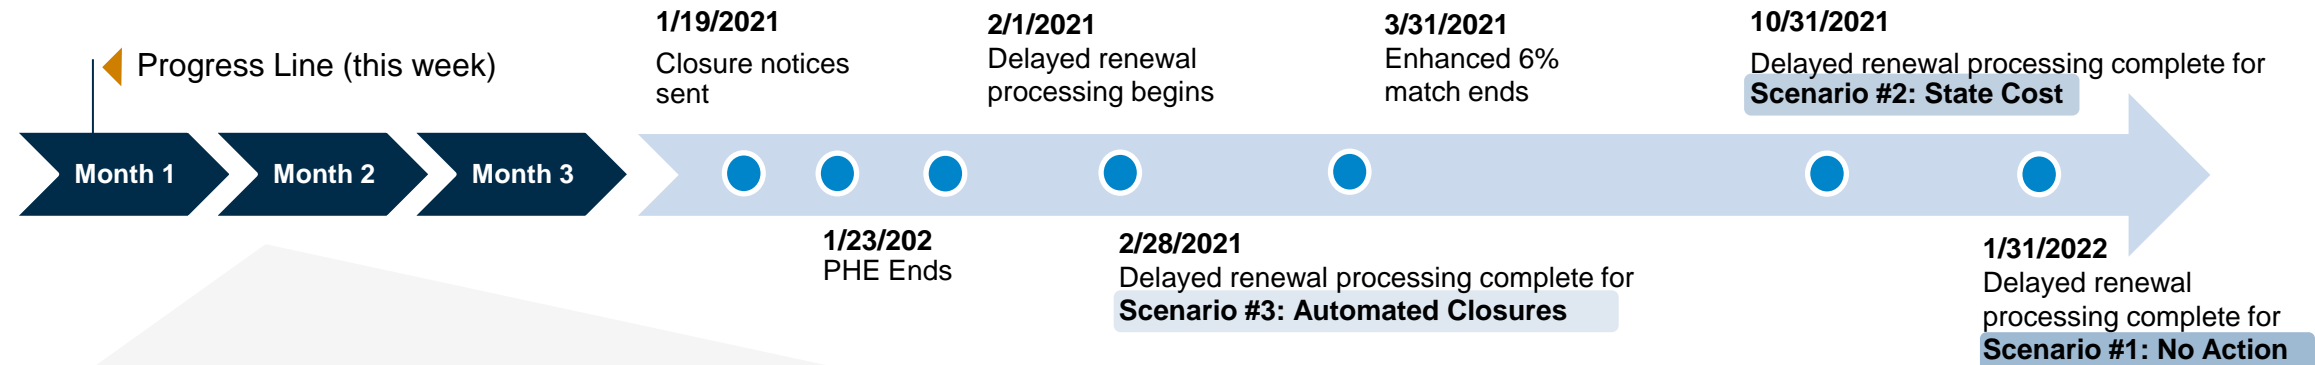 Progress Line (this week)
Month 1
Month 2
Month 3
1/19/2021
Closure notices
sent
1/23/202
PHE Ends
2/1/2021
Delayed renewal
processing begins
2/28/2021
Delayed renewal processing complete for
Scenario #3: Automated Closures
3/31/2021
Enhanced 6%
match ends
10/31/2021
Delayed renewal processing complete for
Scenario #2: State Cost
1/31/2022
Delayed renewal
processing complete for
Scenario #1: No Action